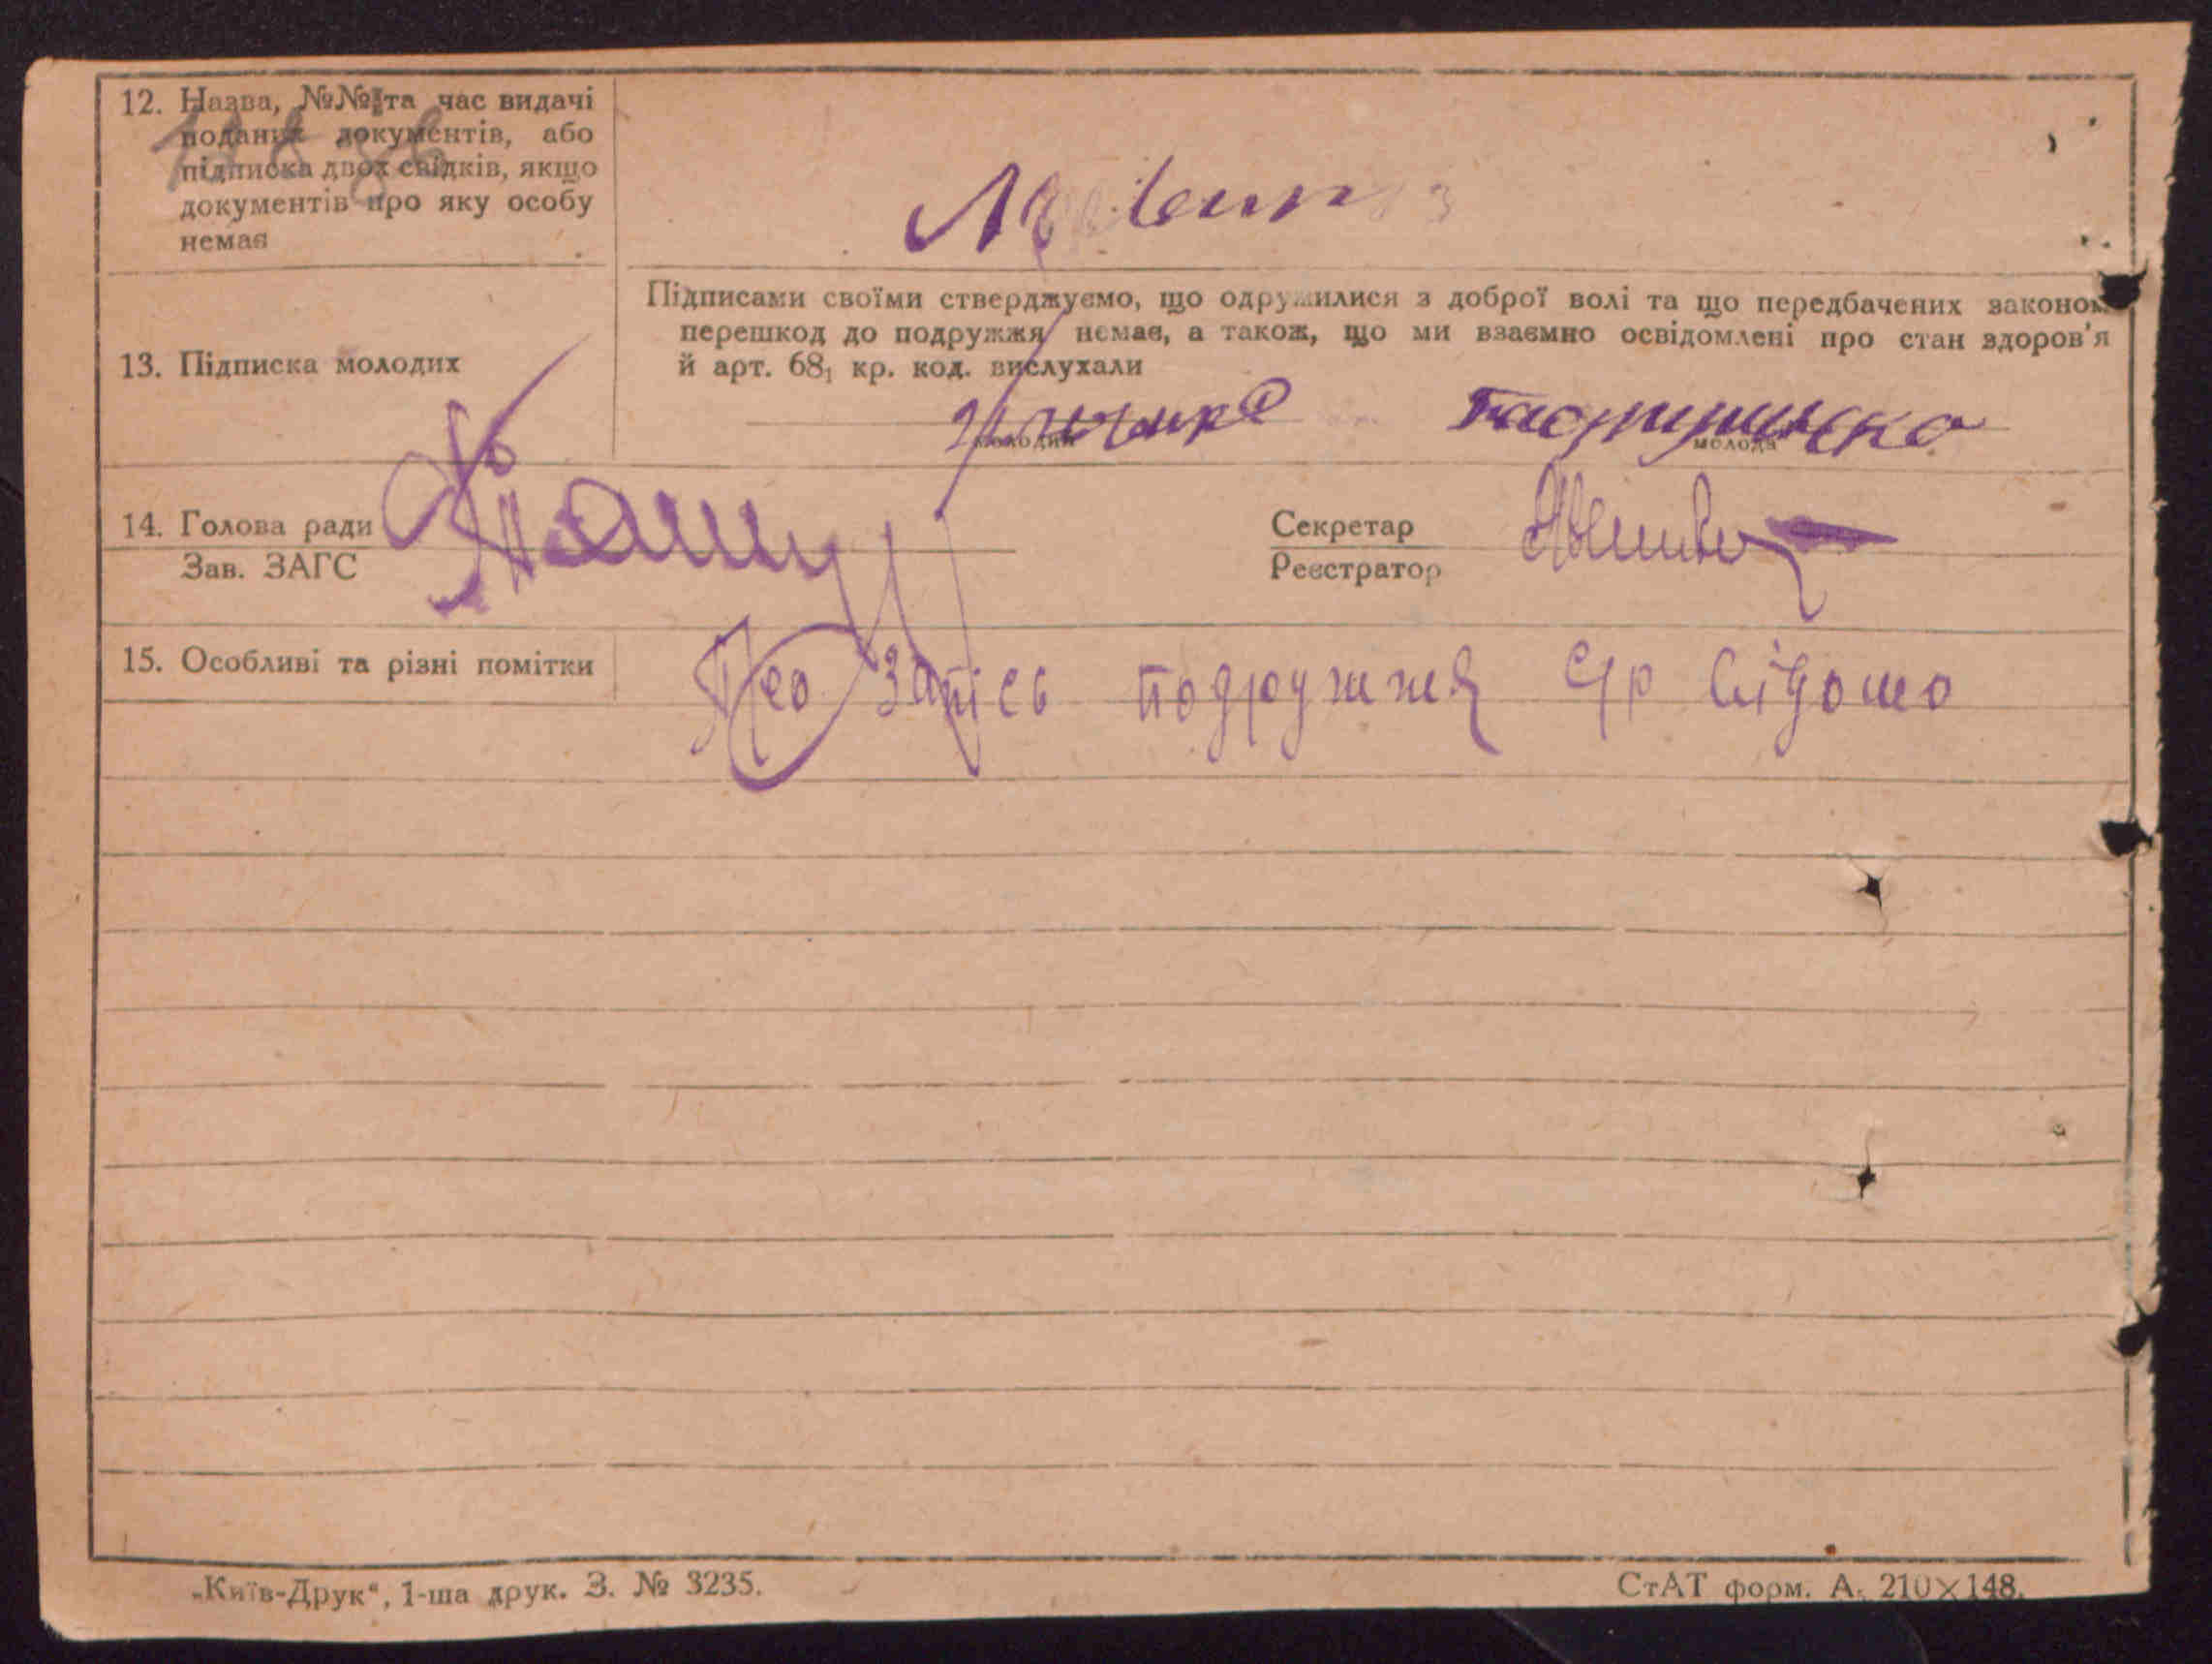 12. Назва, №№ та час видачі
поданих документів, або
підписка двох свідків, якщо
документів про яку особу
немає
Підписами своїми стверджуємо, що одружилися з доброї волі та що передбачених законом
перешкод до подружжя немає, а також, що ми взаємно освідомлені про стан здоров'я
й арт. 68₁ кр. код. вислухали
13. Підписка молодих
молодий
молода
14. Голова ради
Зав. ЗАГС
Секретар
Реєстратор
15. Особливі та різні помітки
Про запісь подружжя с/р свідомо
„Київ-Друк“, 1-ша друк. З. № 3235.
СтАТ форм. А. 210×148.